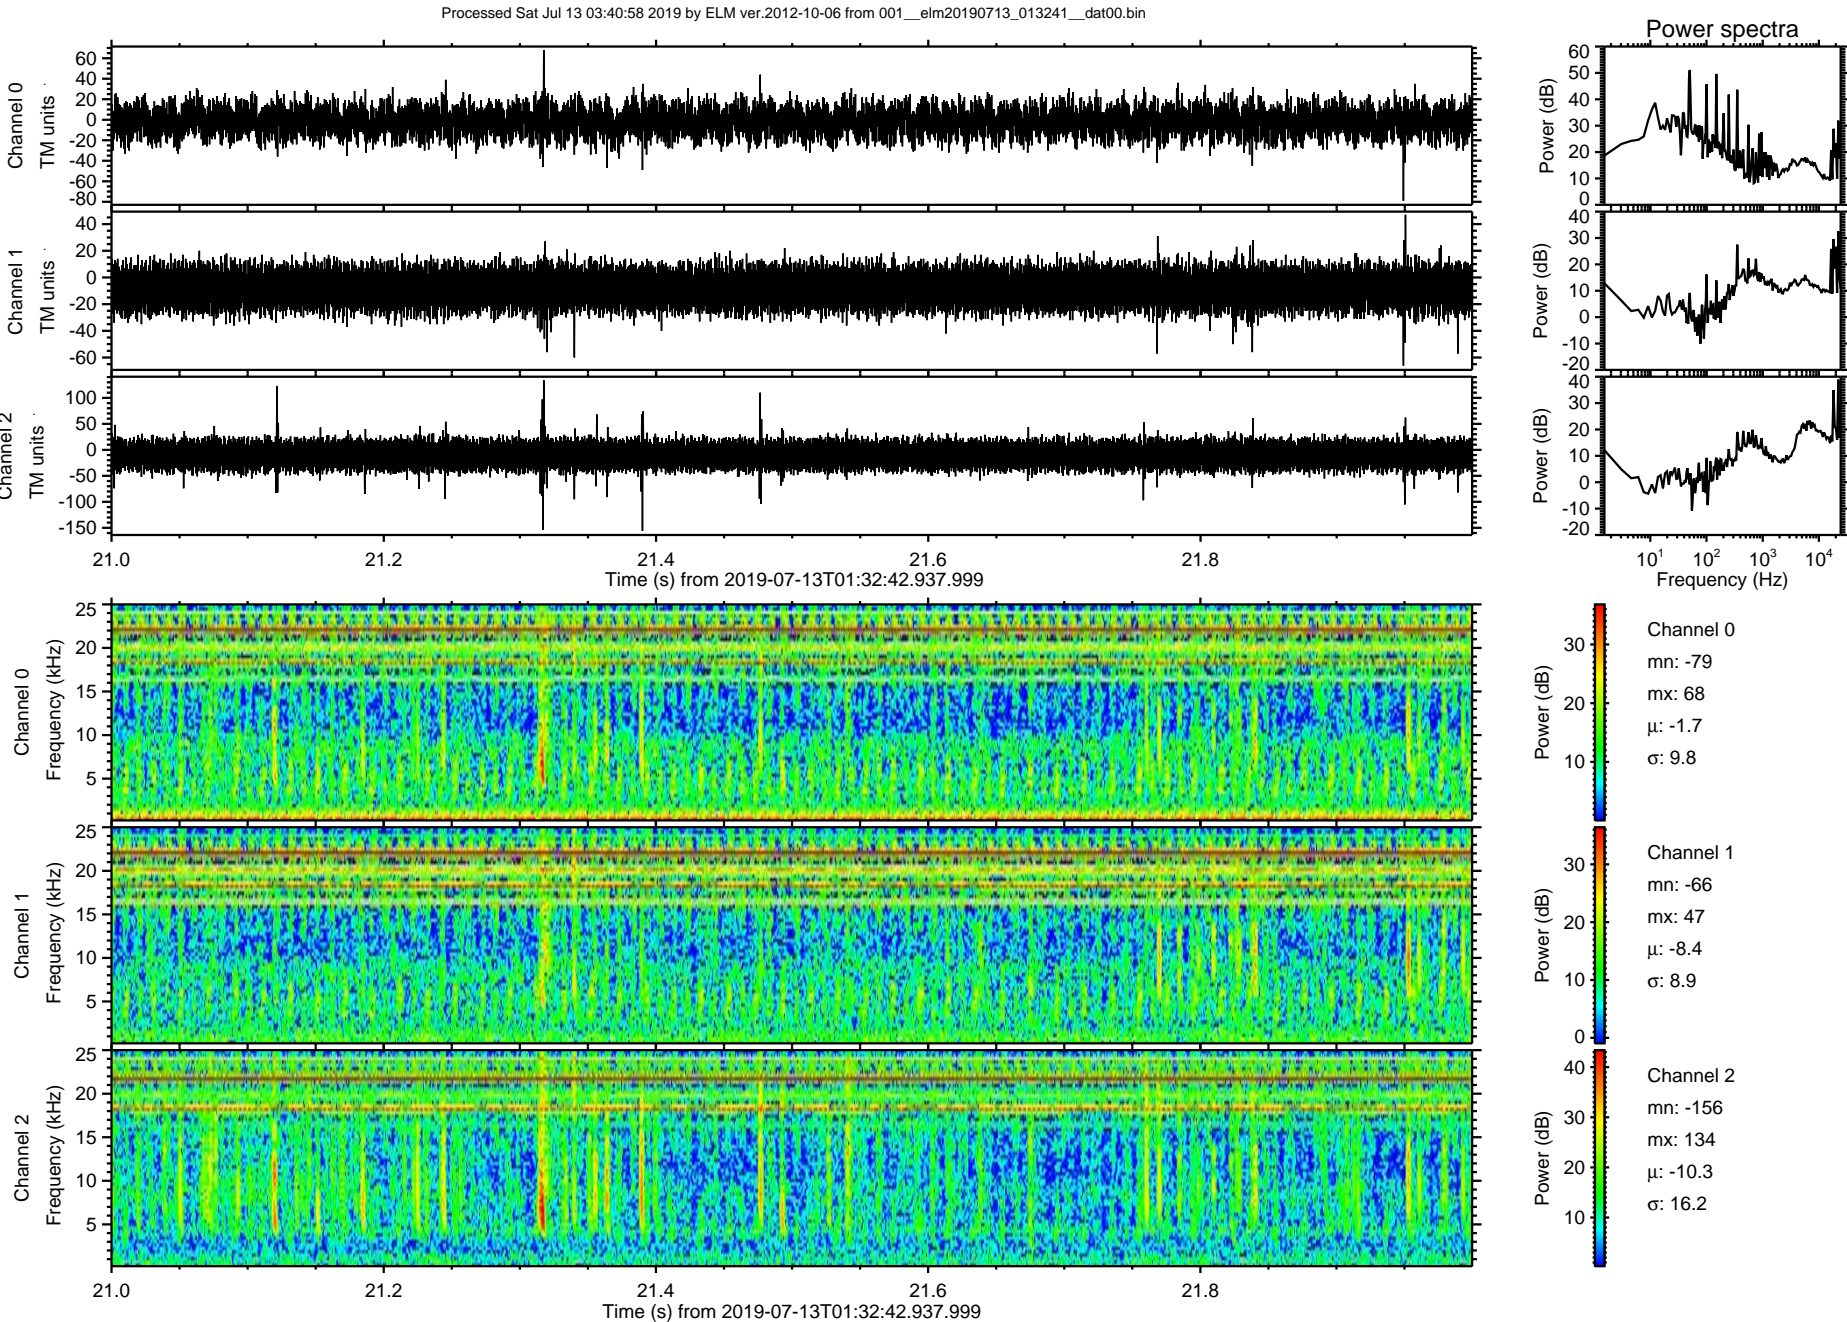 Processed Sat Jul 13 03:40:58 2019 by ELM ver.2012-10-06 from 001__elm20190713_013241__dat00.bin
Power spectra
Channel 0
TM units
60
40
20
0
-20
-40
-60
-80
Power (dB)
60
50
40
30
20
10
0
Channel 1
TM units
40
20
0
-20
-40
-60
Power (dB)
40
30
20
10
0
-10
-20
Channel 2
TM units
100
50
0
-50
-100
-150
Power (dB)
40
30
20
10
0
-10
-20
21.0 21.2 21.4 21.6 21.8
Time (s) from 2019-07-13T01:32:42.937.999
10¹ 10² 10³ 10⁴
Frequency (Hz)
Channel 0
Frequency (kHz)
25
20
15
10
5
Power (dB)
30
20
10
Channel 0
mn: -79
mx: 68
μ: -1.7
σ: 9.8
Channel 1
Frequency (kHz)
25
20
15
10
5
Power (dB)
30
20
10
0
Channel 1
mn: -66
mx: 47
μ: -8.4
σ: 8.9
Channel 2
Frequency (kHz)
25
20
15
10
5
Power (dB)
40
30
20
10
Channel 2
mn: -156
mx: 134
μ: -10.3
σ: 16.2
21.0 21.2 21.4 21.6 21.8
Time (s) from 2019-07-13T01:32:42.937.999